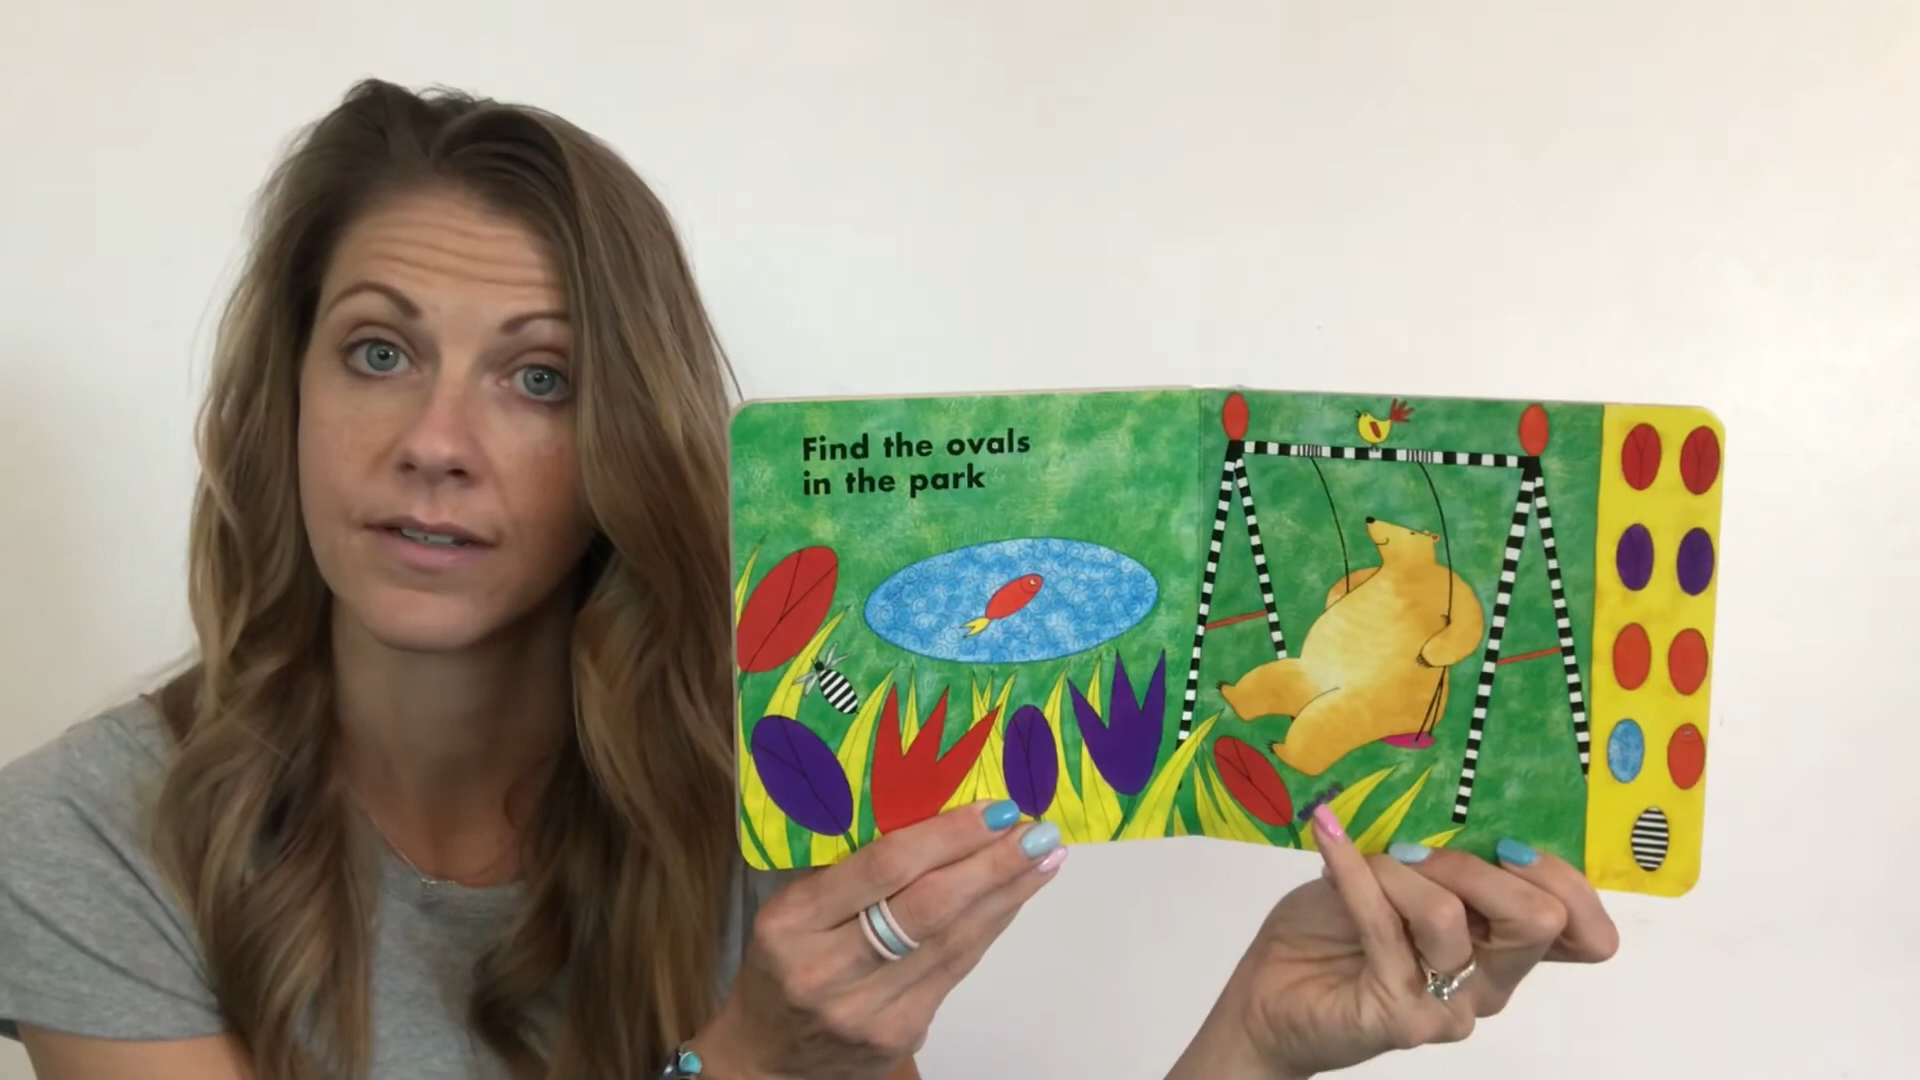 Find the ovals
in the park